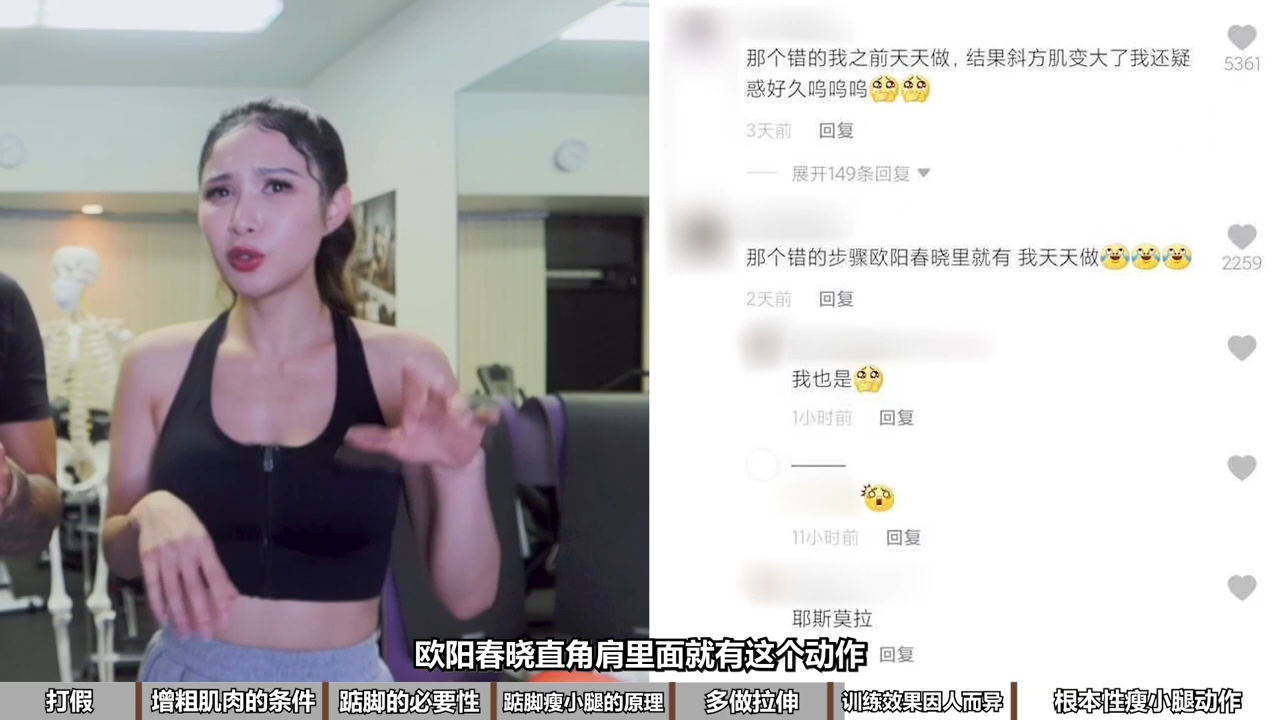 那个错的我之前天天做，结果斜方肌变大了我还疑
惑好久呜呜呜
5361
3天前 回复
展开149条回复
那个错的步骤欧阳春晓里就有 我天天做
2259
2天前 回复
我也是
1小时前 回复
11小时前 回复
耶斯莫拉
回复
欧阳春晓直角肩里面就有这个动作
打假 增粗肌肉的条件 踮脚的必要性 踮脚瘦小腿的原理 多做拉伸 训练效果因人而异 根本性瘦小腿动作